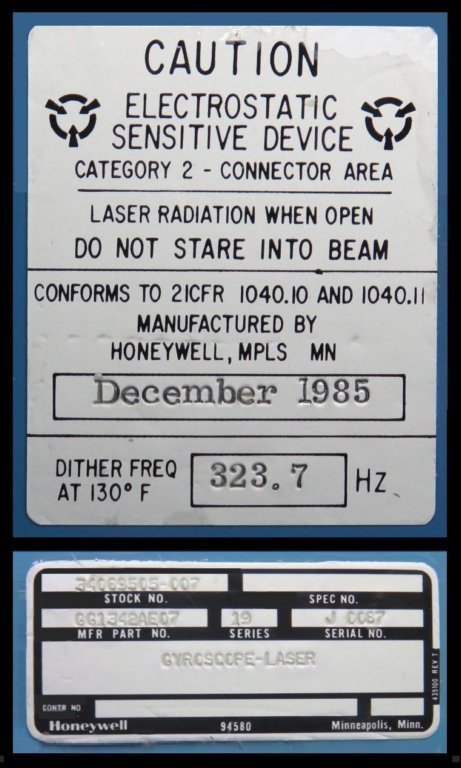 CAUTION
ELECTROSTATIC
SENSITIVE DEVICE
CATEGORY 2 - CONNECTOR AREA
LASER RADIATION WHEN OPEN
DO NOT STARE INTO BEAM
CONFORMS TO 21CFR 1040.10 AND 1040.11
MANUFACTURED BY
HONEYWELL, MPLS MN
December 1985
DITHER FREQ
AT 130° F
323.7 HZ
34069505-007
STOCK NO. SPEC NO.
GG1342AE07 19 J 0087
MFR PART NO. SERIES SERIAL NO.
GYROSCOPE-LASER
435100 REV T
CONTR NO
Honeywell 94580 Minneapolis, Minn.